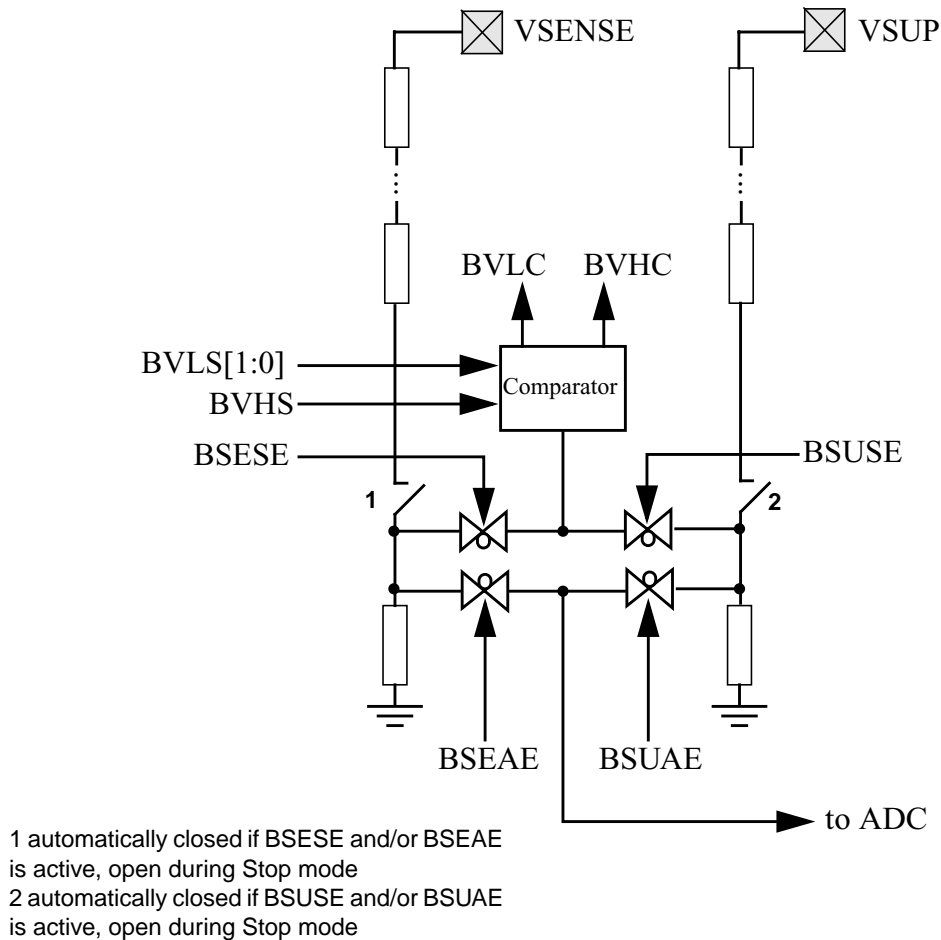 VSENSE
VSUP
BVLC
BVHC
BVLS[1:0]
Comparator
BVHS
BSESE
BSUSE
1
2
BSEAE
BSUAE
to ADC
1 automatically closed if BSESE and/or BSEAE
is active, open during Stop mode
2 automatically closed if BSUSE and/or BSUAE
is active, open during Stop mode